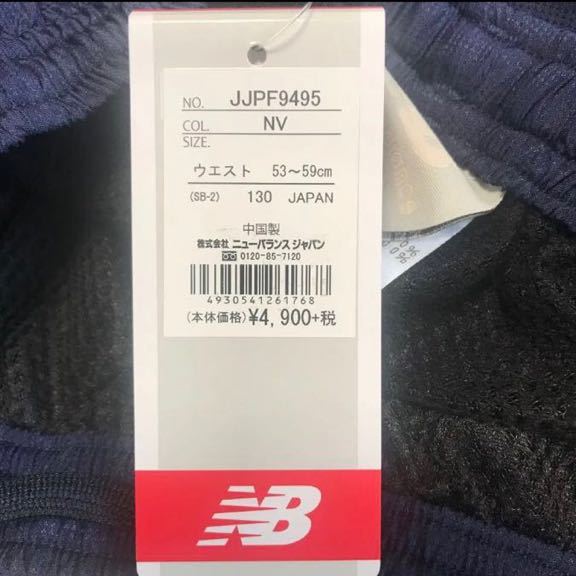 NO. JJPF9495
COL. NV
SIZE.
ウエスト 53〜59cm
(SB-2) 130 JAPAN
中国製
株式会社 ニューバランス ジャパン
0120-85-7120
4930541261768
(本体価格) ¥4,900+税
NB